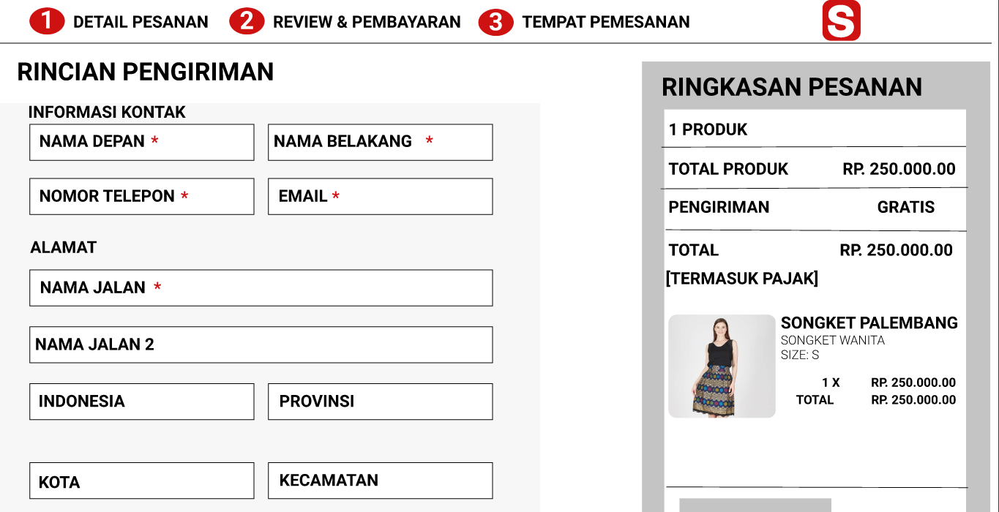 1 DETAIL PESANAN 2 REVIEW & PEMBAYARAN 3 TEMPAT PEMESANAN S
RINCIAN PENGIRIMAN
INFORMASI KONTAK
NAMA DEPAN * NAMA BELAKANG *
NOMOR TELEPON * EMAIL *
ALAMAT
NAMA JALAN *
NAMA JALAN 2
INDONESIA PROVINSI
KOTA KECAMATAN
RINGKASAN PESANAN
1 PRODUK
TOTAL PRODUK RP. 250.000.00
PENGIRIMAN GRATIS
TOTAL RP. 250.000.00
[TERMASUK PAJAK]
SONGKET PALEMBANG
SONGKET WANITA
SIZE: S
1 X RP. 250.000.00
TOTAL RP. 250.000.00